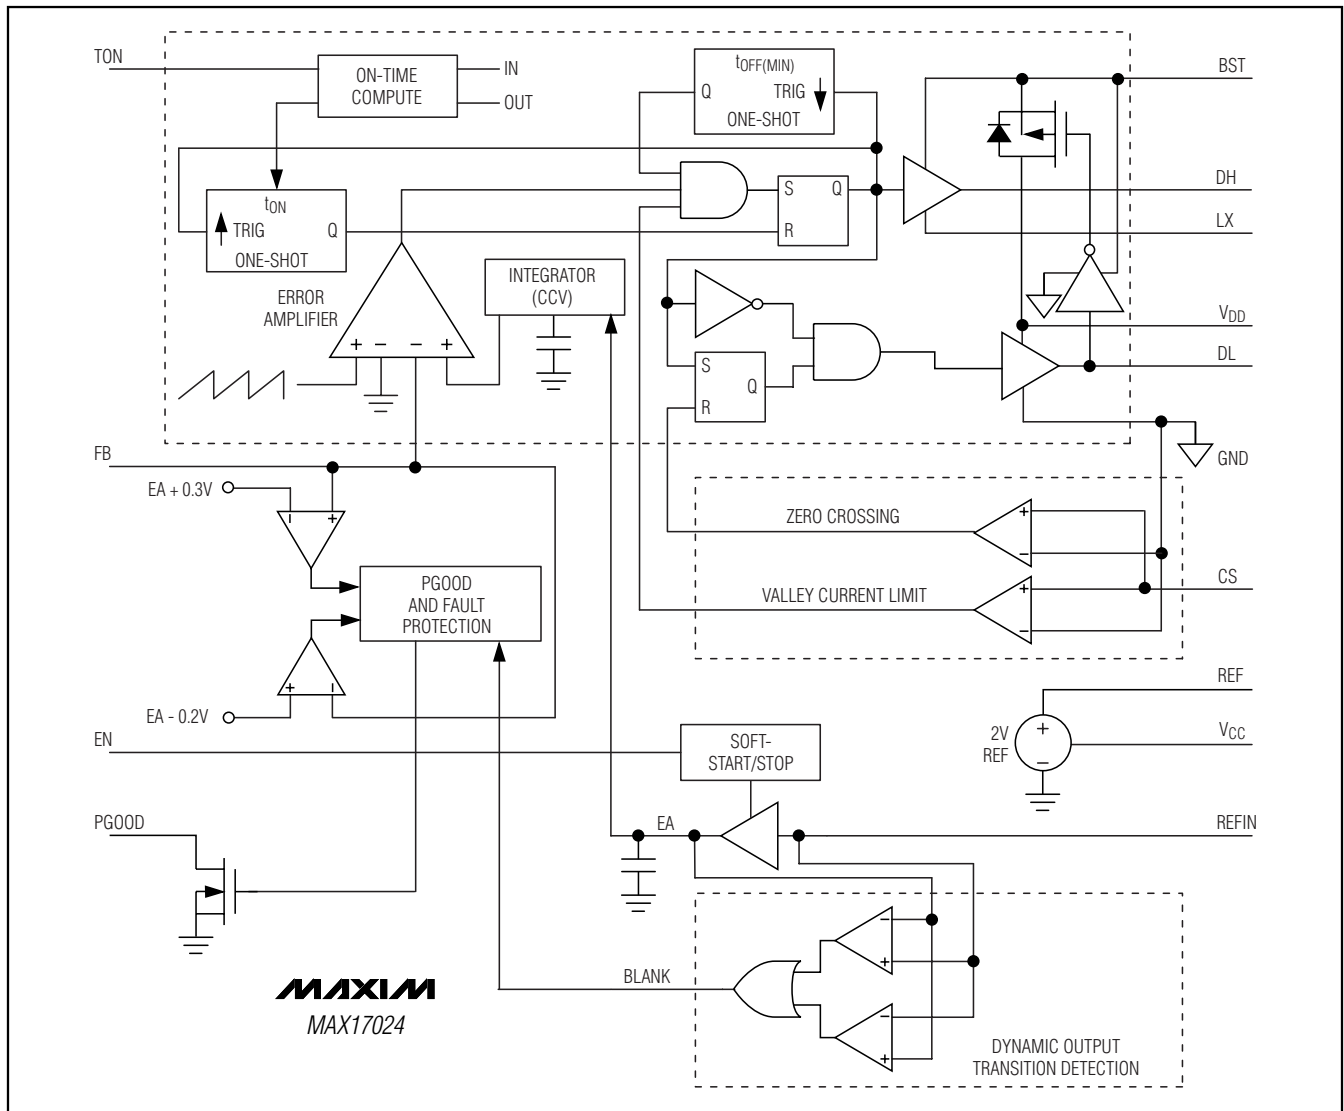 TON
ON-TIME
COMPUTE
IN
OUT
tOFF(MIN)
Q TRIG
ONE-SHOT
BST
tON
TRIG Q
ONE-SHOT
S Q
R
DH
LX
ERROR
AMPLIFIER
+ − − +
INTEGRATOR
(CCV)
S
Q
R
VDD
DL
FB
GND
EA + 0.3V
− +
ZERO CROSSING
+
−
PGOOD
AND FAULT
PROTECTION
VALLEY CURRENT LIMIT
+
−
CS
+ −
EA - 0.2V
EN
SOFT-
START/STOP
REF
2V
REF
+
−
VCC
PGOOD
EA
REFIN
−
+
BLANK
−
+
MAXIM
MAX17024
DYNAMIC OUTPUT
TRANSITION DETECTION